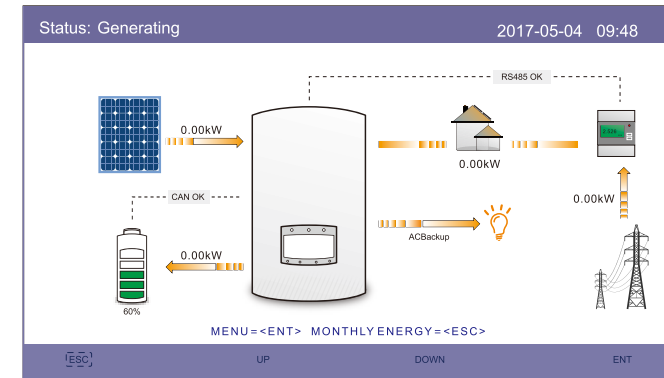 Status: Generating
2017-05-04 09:48
RS485 OK
0.00kW
0.00kW
CAN OK
0.00kW
0.00kW
ACBackup
60%
MENU=<ENT> MONTHLY ENERGY=<ESC>
ESC
UP
DOWN
ENT